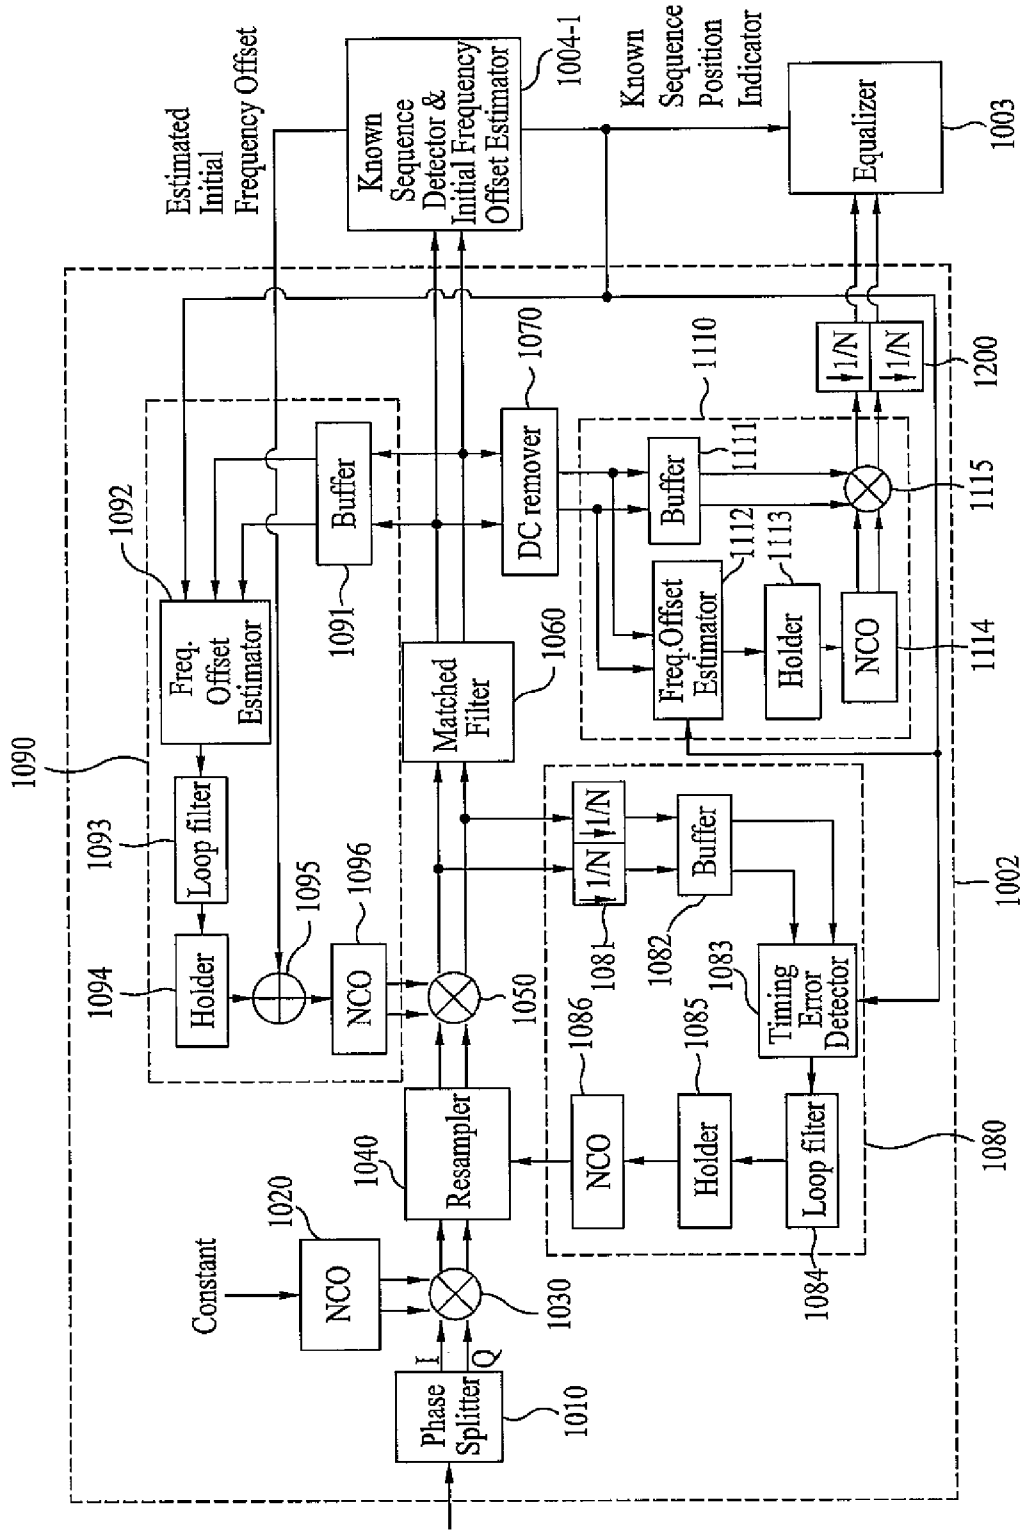 Estimated
Initial
Frequency Offset
Known
Sequence
Detector &
Initial Frequency
Offset Estimator
1004-1
Known
Sequence
Position
Indicator
Equalizer
1003
1090
1092
Freq.
Offset
Estimator
1093
Loop filter
1094
Holder
1095
NCO
1096
Buffer
1091
Constant
1020
NCO
I
Q
Phase
Splitter
1010
1030
1040
Resampler
1050
Matched
Filter
1060
DC remover
1070
1110
Buffer
1111
Freq.Offset
Estimator
1112
Holder
1113
NCO
1114
1115
1/N
1/N
1200
1/N
1/N
1081
Buffer
1082
1083
Timing
Error
Detector
Loop filter
1084
Holder
1085
NCO
1086
1080
1002